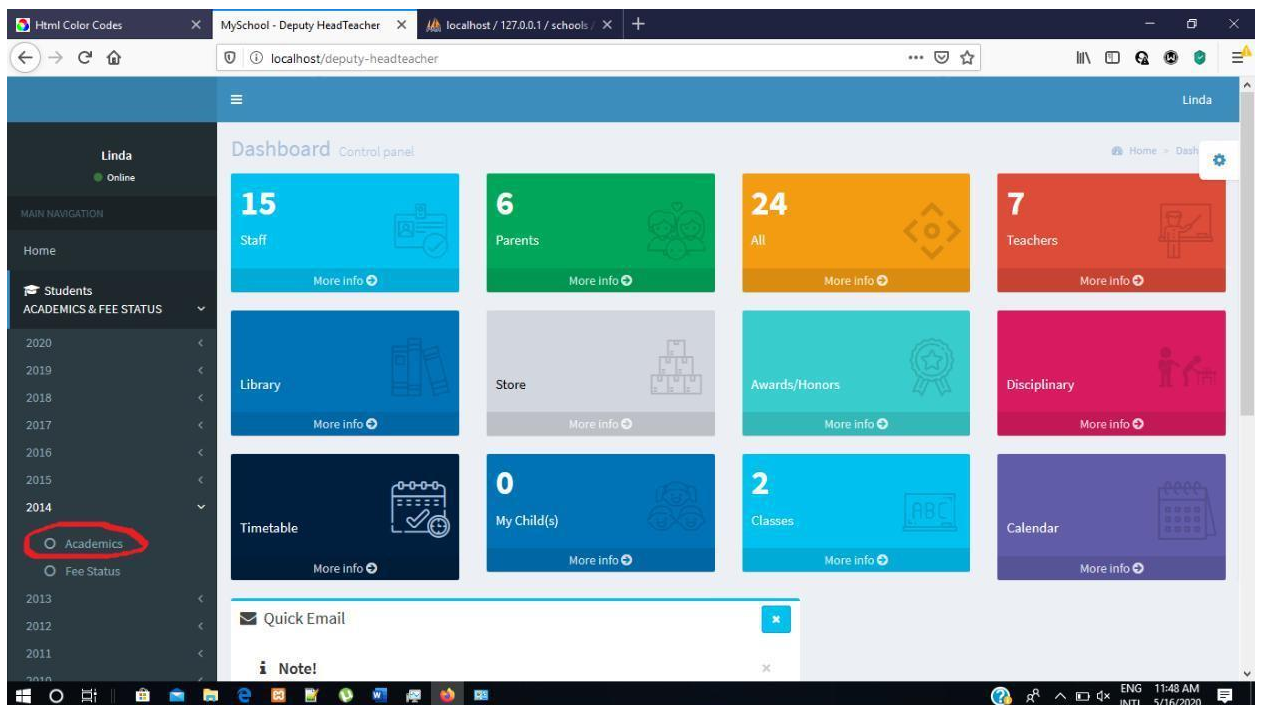 Html Color Codes
MySchool - Deputy HeadTeacher
localhost / 127.0.0.1 / schools /
localhost/deputy-headteacher
Linda
Linda
Online
Dashboard Control panel
Home > Dash
MAIN NAVIGATION
Home
Students
ACADEMICS & FEE STATUS
2020
2019
2018
2017
2016
2015
2014
Academics
Fee Status
2013
2012
2011
2010
15
Staff
More info
6
Parents
More info
24
All
More info
7
Teachers
More info
Library
More info
Store
More info
Awards/Honors
More info
Disciplinary
More info
Timetable
More info
0
My Child(s)
More info
2
ABC
Classes
More info
Calendar
More info
Quick Email
i Note!
ENG
INTL
11:48 AM
5/16/2020